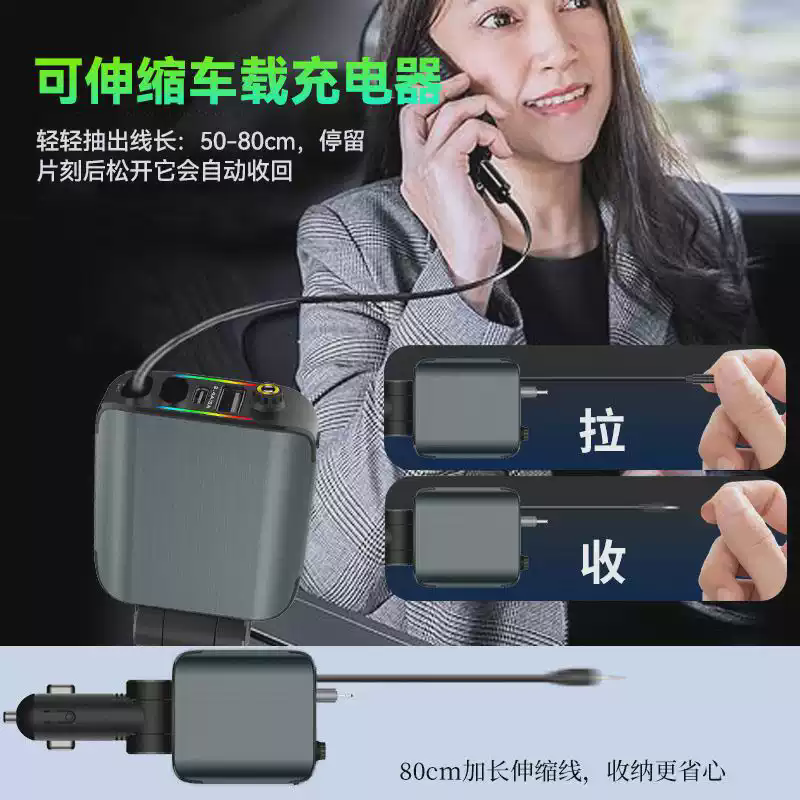 可伸缩车载充电器
轻轻抽出线长：50-80cm，停留
片刻后松开它会自动收回
拉
收
80cm加长伸缩线，收纳更省心